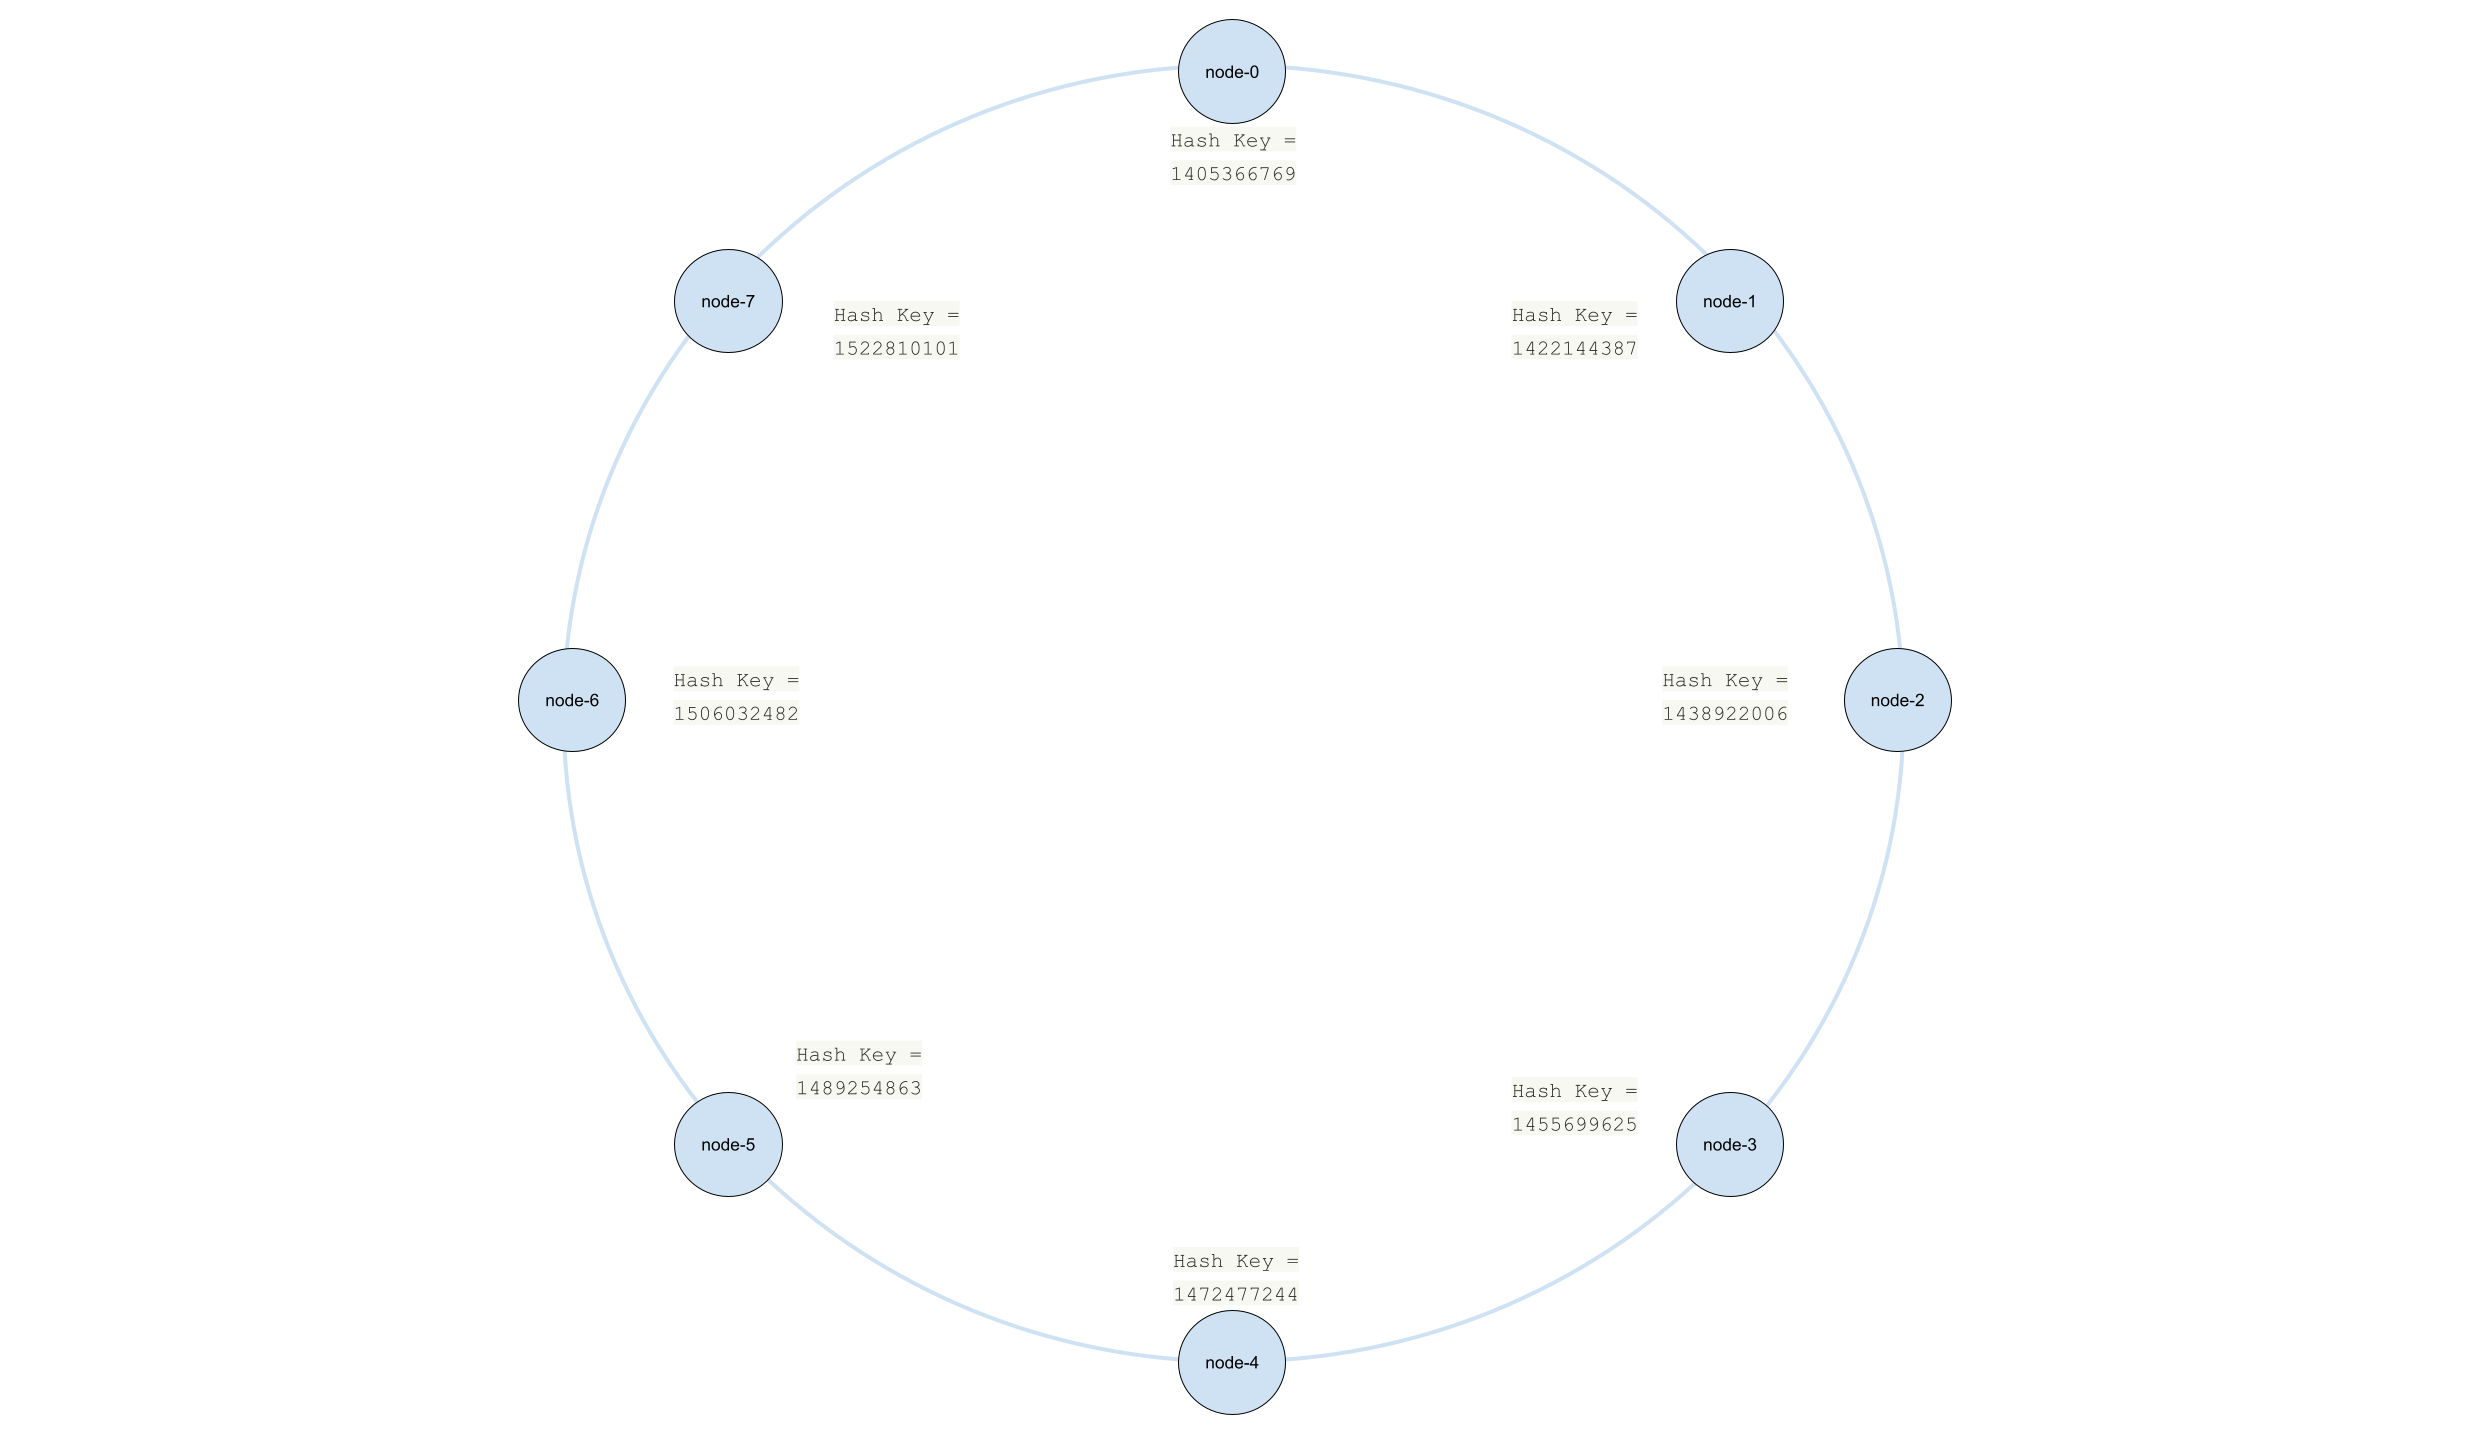 node-0
Hash Key =
1405366769
node-7
Hash Key =
1522810101
Hash Key =
1422144387
node-1
node-6
Hash Key =
1506032482
Hash Key =
1438922006
node-2
Hash Key =
1489254863
node-5
Hash Key =
1455699625
node-3
Hash Key =
1472477244
node-4